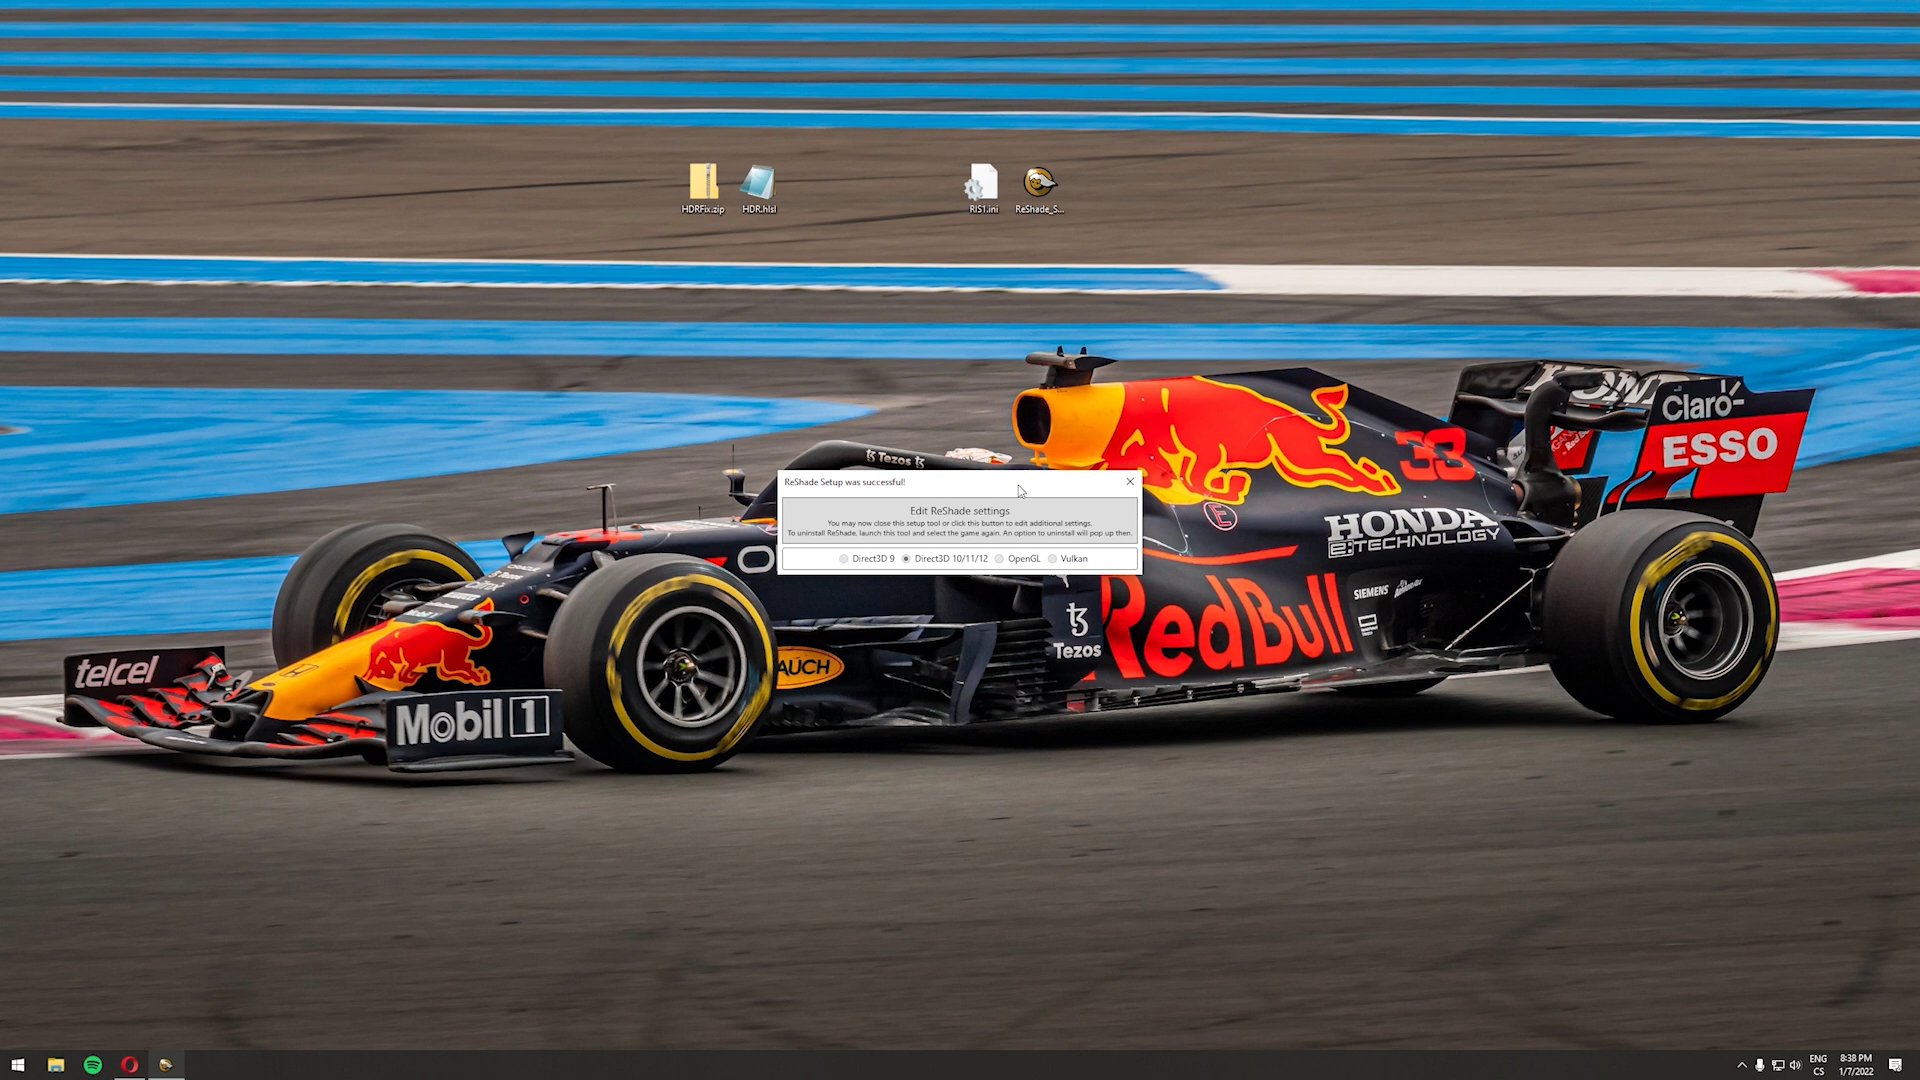 HDRFix.zip
HDR.hlsl
RIS1.ini
ReShade_S...
HONDA
Claro-
ESSO
33
Tezos
ReShade Setup was successful!
Edit ReShade settings
You may now close this setup tool or click this button to edit additional settings.
To uninstall ReShade, launch this tool and select the game again. An option to uninstall will pop up then.
Direct3D 9
Direct3D 10/11/12
OpenGL
Vulkan
E
HONDA
TECHNOLOGY
SIEMENS
RedBull
Tezos
AUCH
telcel
Mobil 1
ENG
CS
8:38 PM
1/7/2022